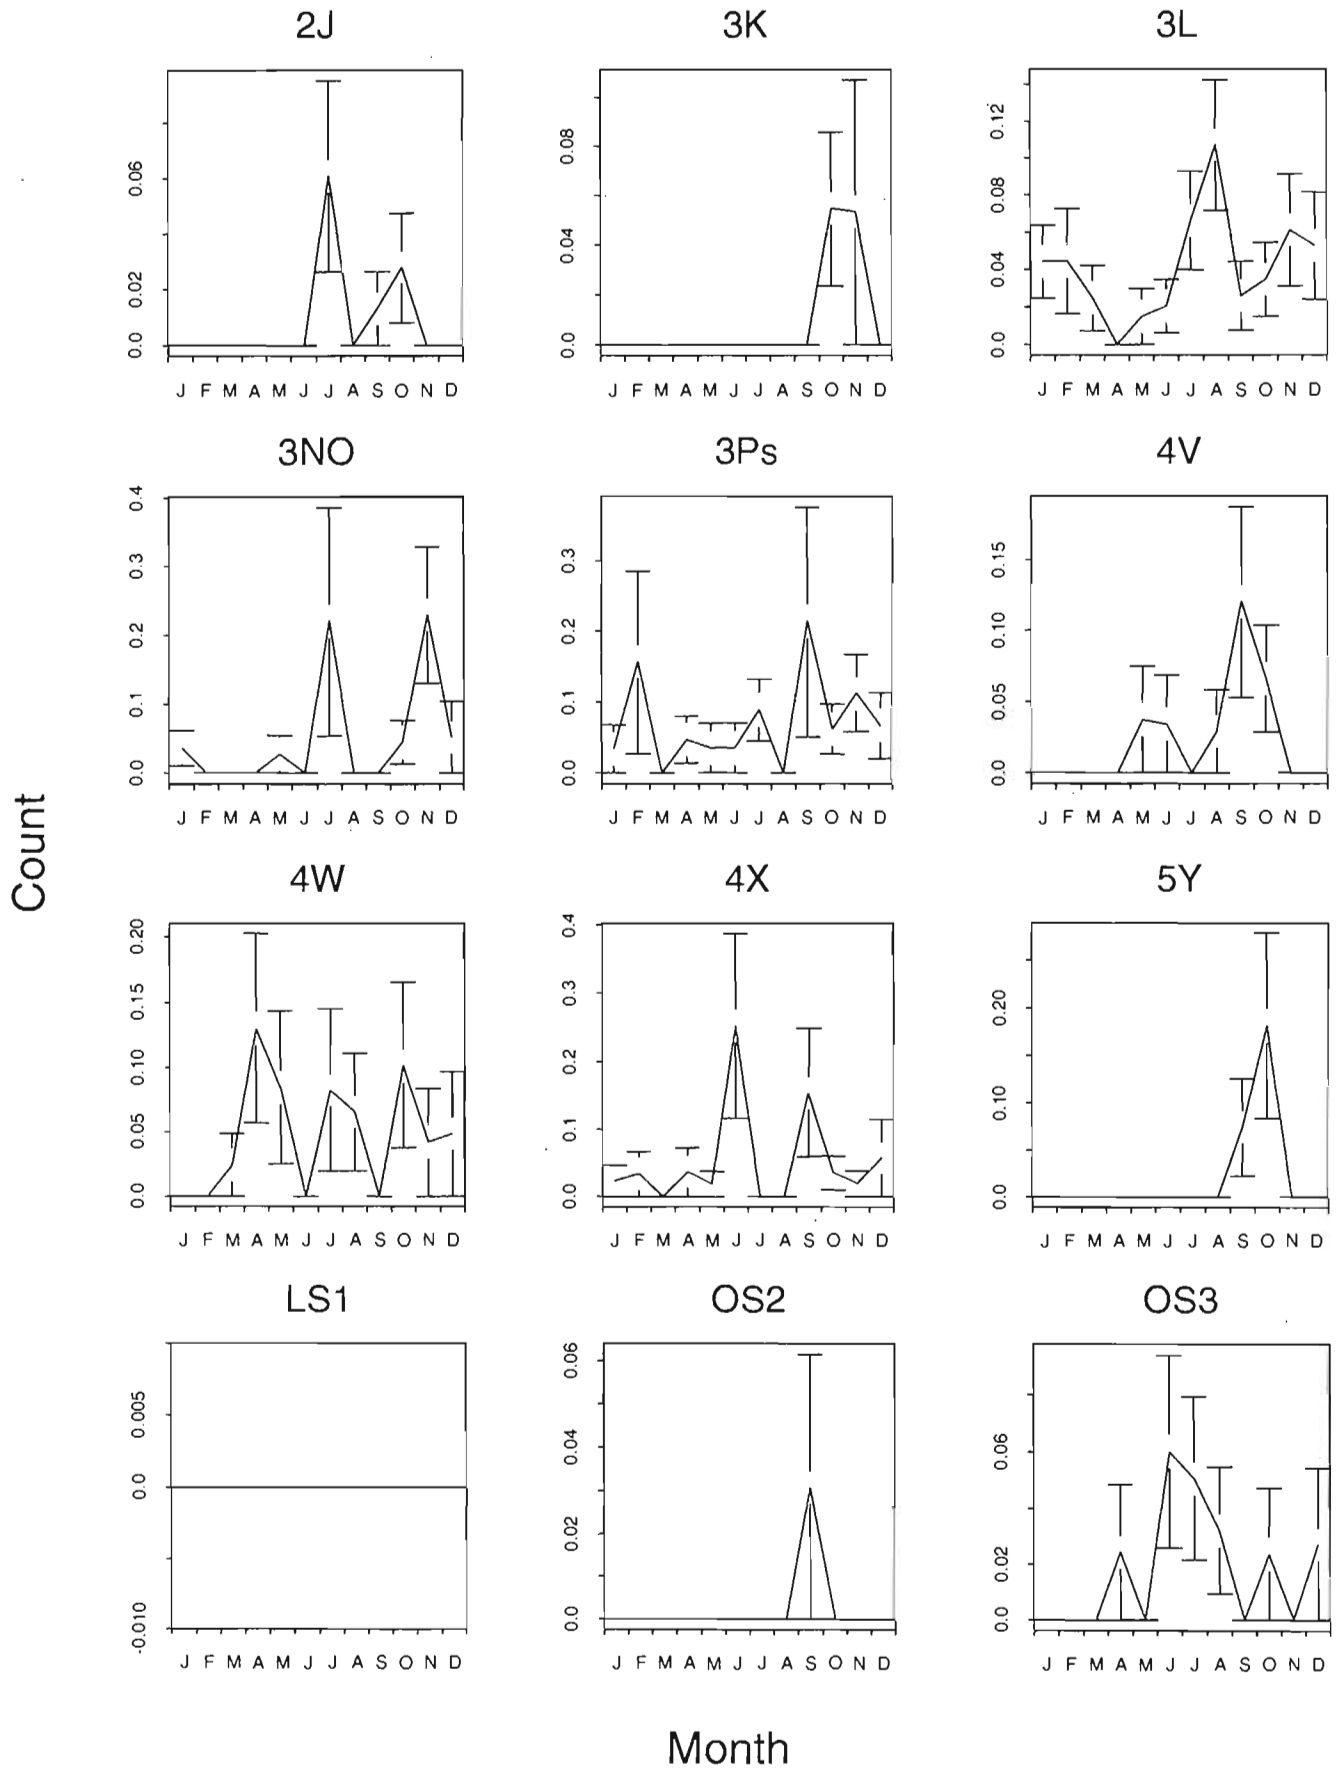 2J 3K 3L
0.06
0.02
0.0
0.08
0.04
0.0
0.12
0.08
0.04
0.0
J F M A M J J A S O N D
J F M A M J J A S O N D
J F M A M J J A S O N D
3NO 3Ps 4V
0.4
0.3
0.2
0.1
0.0
0.3
0.2
0.1
0.0
0.15
0.10
0.05
0.0
J F M A M J J A S O N D
J F M A M J J A S O N D
J F M A M J J A S O N D
Count
4W 4X 5Y
0.20
0.15
0.10
0.05
0.0
0.4
0.3
0.2
0.1
0.0
0.20
0.10
0.0
J F M A M J J A S O N D
J F M A M J J A S O N D
J F M A M J J A S O N D
LS1 OS2 OS3
0.005
0.0
-0.010
0.06
0.04
0.02
0.0
0.06
0.02
0.0
J F M A M J J A S O N D
J F M A M J J A S O N D
J F M A M J J A S O N D
Month